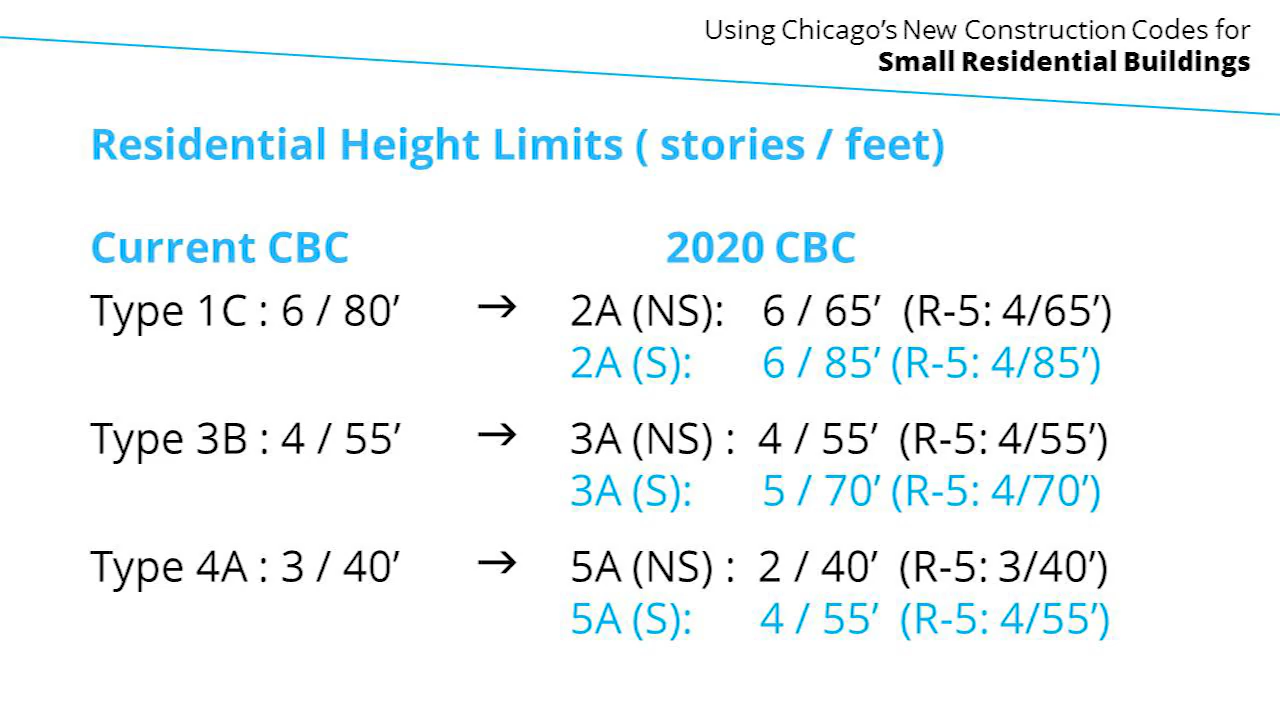 Using Chicago’s New Construction Codes for
Small Residential Buildings
Residential Height Limits ( stories / feet)
Current CBC 2020 CBC
Type 1C : 6 / 80’ → 2A (NS): 6 / 65’ (R-5: 4/65’)
2A (S): 6 / 85’ (R-5: 4/85’)
Type 3B : 4 / 55’ → 3A (NS) : 4 / 55’ (R-5: 4/55’)
3A (S): 5 / 70’ (R-5: 4/70’)
Type 4A : 3 / 40’ → 5A (NS) : 2 / 40’ (R-5: 3/40’)
5A (S): 4 / 55’ (R-5: 4/55’)